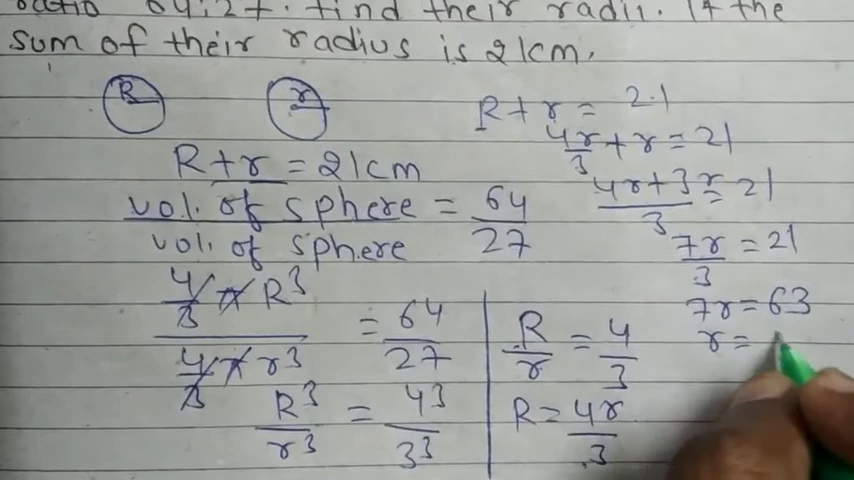 ratio 64:27. find their radii. If the
sum of their radius is 21cm.
R r
R+r = 21cm
vol. of sphere = 64
vol. of sphere 27
4/3 π R³ = 64
4/3 π r³ 27
R³ = 4³
r³ 3³
R = 4
r 3
R = 4r
3
R+r = 21
4r + r = 21
3
4r+3r = 21
3
7r = 21
3
7r = 63
r =